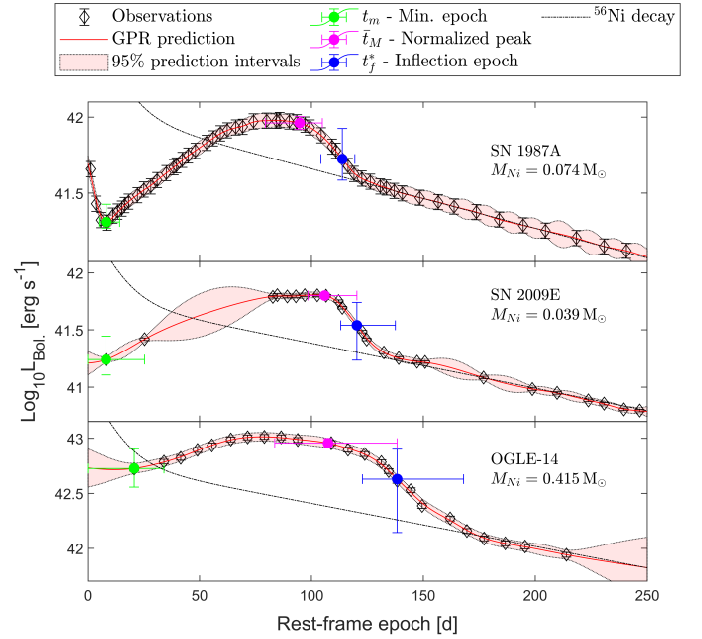 Observations
t_m - Min. epoch
⁵⁶Ni decay
GPR prediction
t̄_M - Normalized peak
95% prediction intervals
t*_f - Inflection epoch
42
41.5
SN 1987A
M_Ni = 0.074 M☉
42
41.5
41
SN 2009E
M_Ni = 0.039 M☉
Log₁₀L_Bol. [erg s⁻¹]
43
42.5
42
OGLE-14
M_Ni = 0.415 M☉
0 50 100 150 200 250
Rest-frame epoch [d]